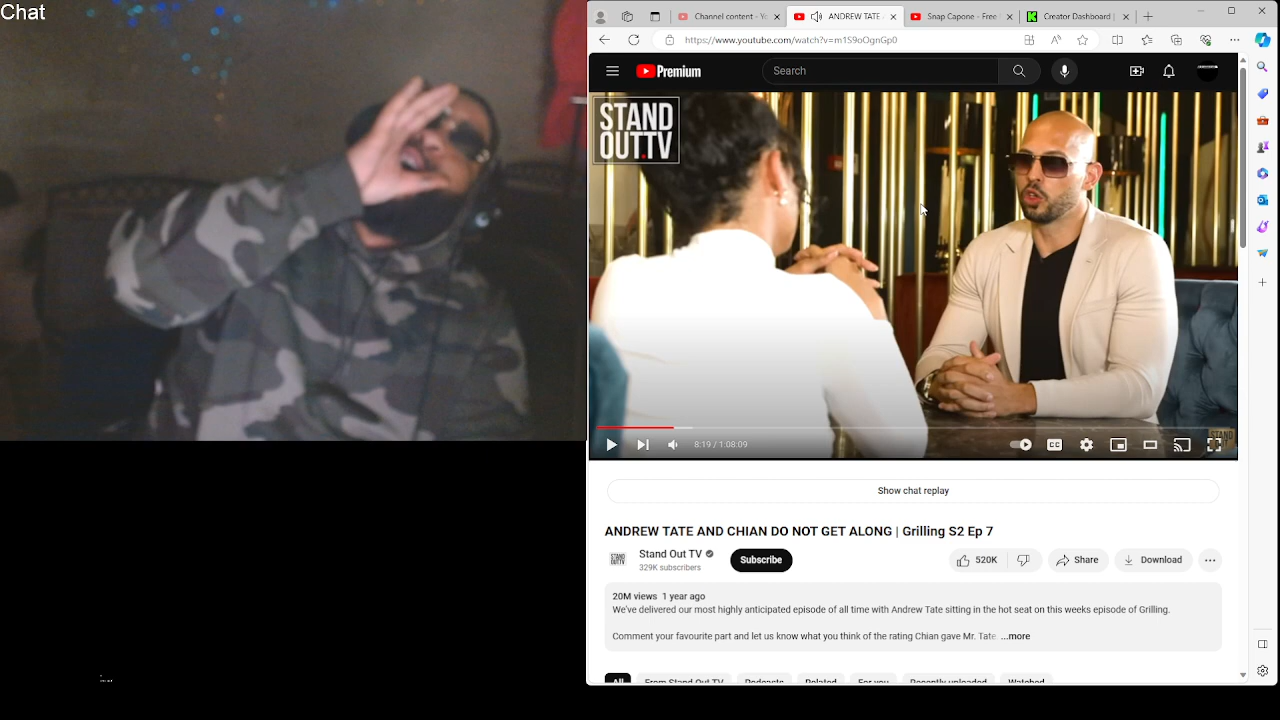 Chat
Channel content - Yo
ANDREW TATE
Snap Capone - Free
Creator Dashboard |
https://www.youtube.com/watch?v=m1S9oOgnGp0
Premium
Search
STAND
OUT.TV
8:19 / 1:08:09
CC
Show chat replay
ANDREW TATE AND CHIAN DO NOT GET ALONG | Grilling S2 Ep 7
Stand Out TV
329K subscribers
Subscribe
520K
Share
Download
20M views 1 year ago
We've delivered our most highly anticipated episode of all time with Andrew Tate sitting in the hot seat on this weeks episode of Grilling.
Comment your favourite part and let us know what you think of the rating Chian gave Mr. Tate. ...more
All
From Stand Out TV
Podcasts
Related
For you
Recently uploaded
Watched